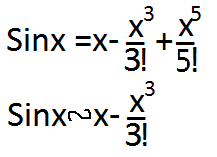 Sinx =x- x³/3! + x⁵/5!
Sinx~x- x³/3!